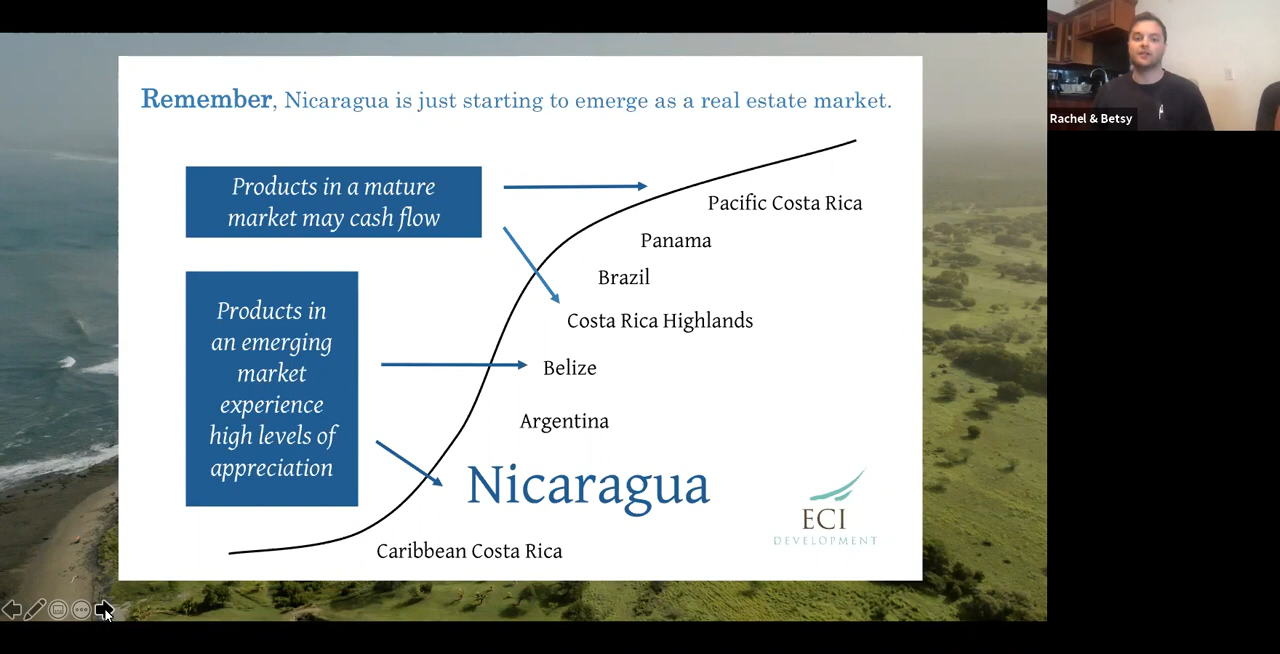 Remember, Nicaragua is just starting to emerge as a real estate market.
Products in a mature
market may cash flow
Pacific Costa Rica
Panama
Brazil
Products in
an emerging
market
experience
high levels of
appreciation
Costa Rica Highlands
Belize
Argentina
Nicaragua
Caribbean Costa Rica
ECI
DEVELOPMENT
Rachel & Betsy